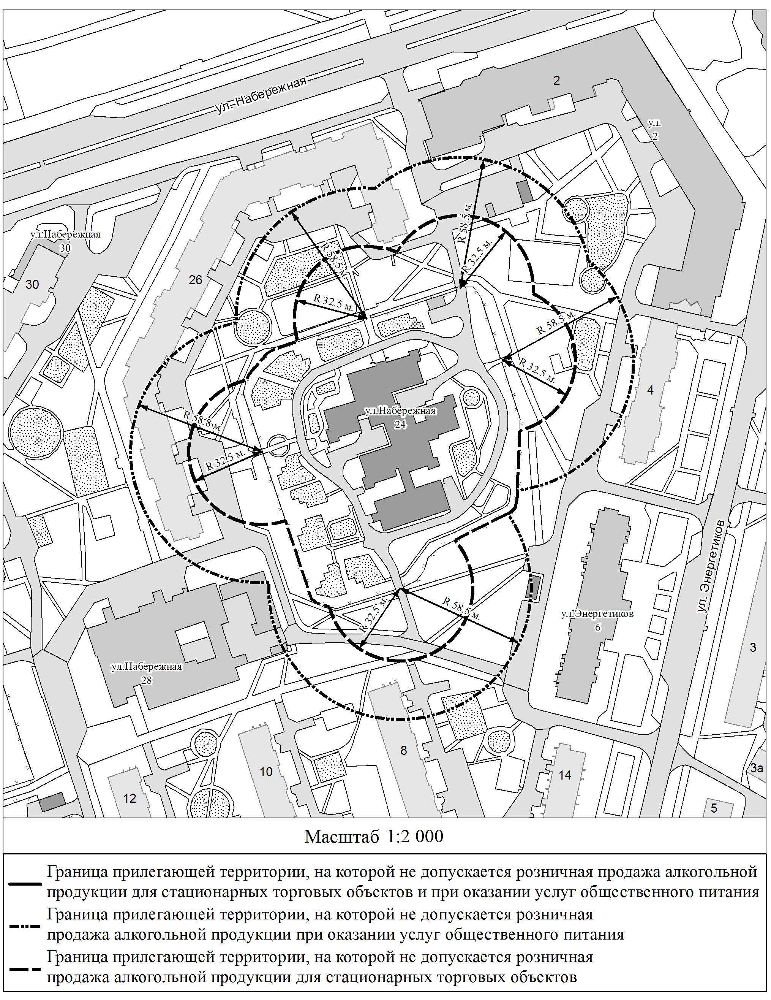 2
ул. Набережная
ул.
2
R 58.5 м.
ул.Набережная
30
R 58.5 м.
R 32.5 м.
30
26
R 32.5 м.
R 58.5 м.
R 32.5 м.
4
ул.Набережная
24
R 58.8 м.
R 32.5 м.
ул. Энергетиков
R 58.5 м.
R 32.5 м.
ул.Энергетиков
6
3
ул.Набережная
28
8
3а
10
14
12
5
Масштаб 1:2 000
Граница прилегающей территории, на которой не допускается розничная продажа алкогольной
продукции для стационарных торговых объектов и при оказании услуг общественного питания
Граница прилегающей территории, на которой не допускается розничная
продажа алкогольной продукции при оказании услуг общественного питания
Граница прилегающей территории, на которой не допускается розничная
продажа алкогольной продукции для стационарных торговых объектов